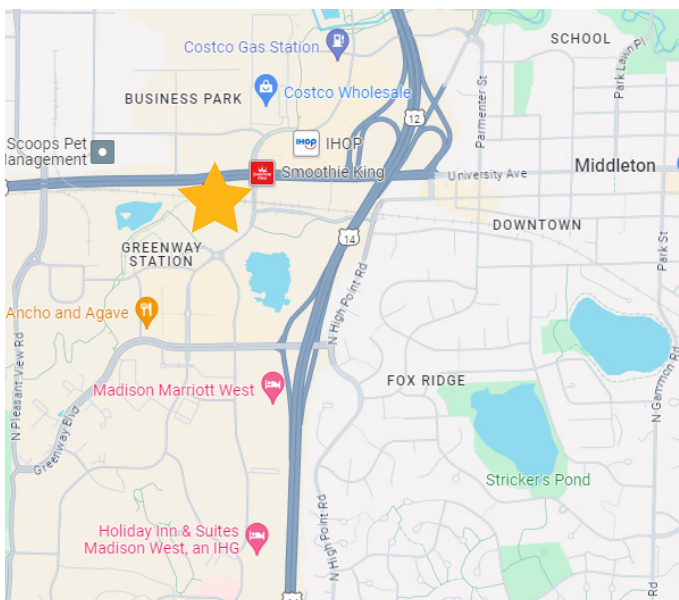 SCHOOL
Park Lawn Pl
Costco Gas Station
Costco Wholesale
BUSINESS PARK
12
Parmenter St
IHOP
IHOP
Scoops Pet
anagement
Smoothie King
University Ave
Middleton
DOWNTOWN
14
GREENWAY
STATION
Park St
N High Point Rd
Ancho and Agave
N Pleasant View Rd
Madison Marriott West
FOX RIDGE
N Gammon Rd
Greenway Blvd
Stricker's Pond
Holiday Inn & Suites
Madison West, an IHG
N High Point Rd
Rd